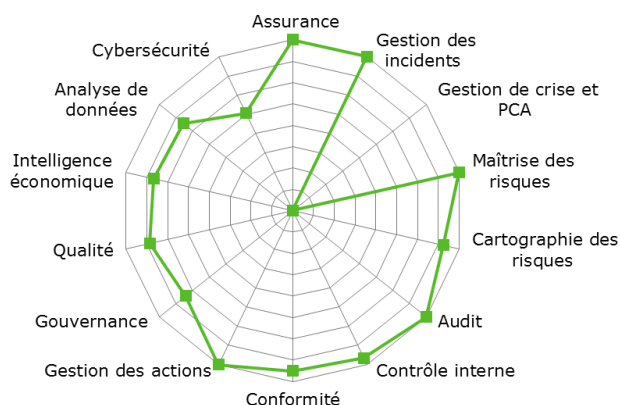 Assurance
Gestion des
incidents
Gestion de crise et
PCA
Maîtrise des
risques
Cartographie des
risques
Audit
Contrôle interne
Conformité
Gestion des actions
Gouvernance
Qualité
Intelligence
économique
Analyse de
données
Cybersécurité